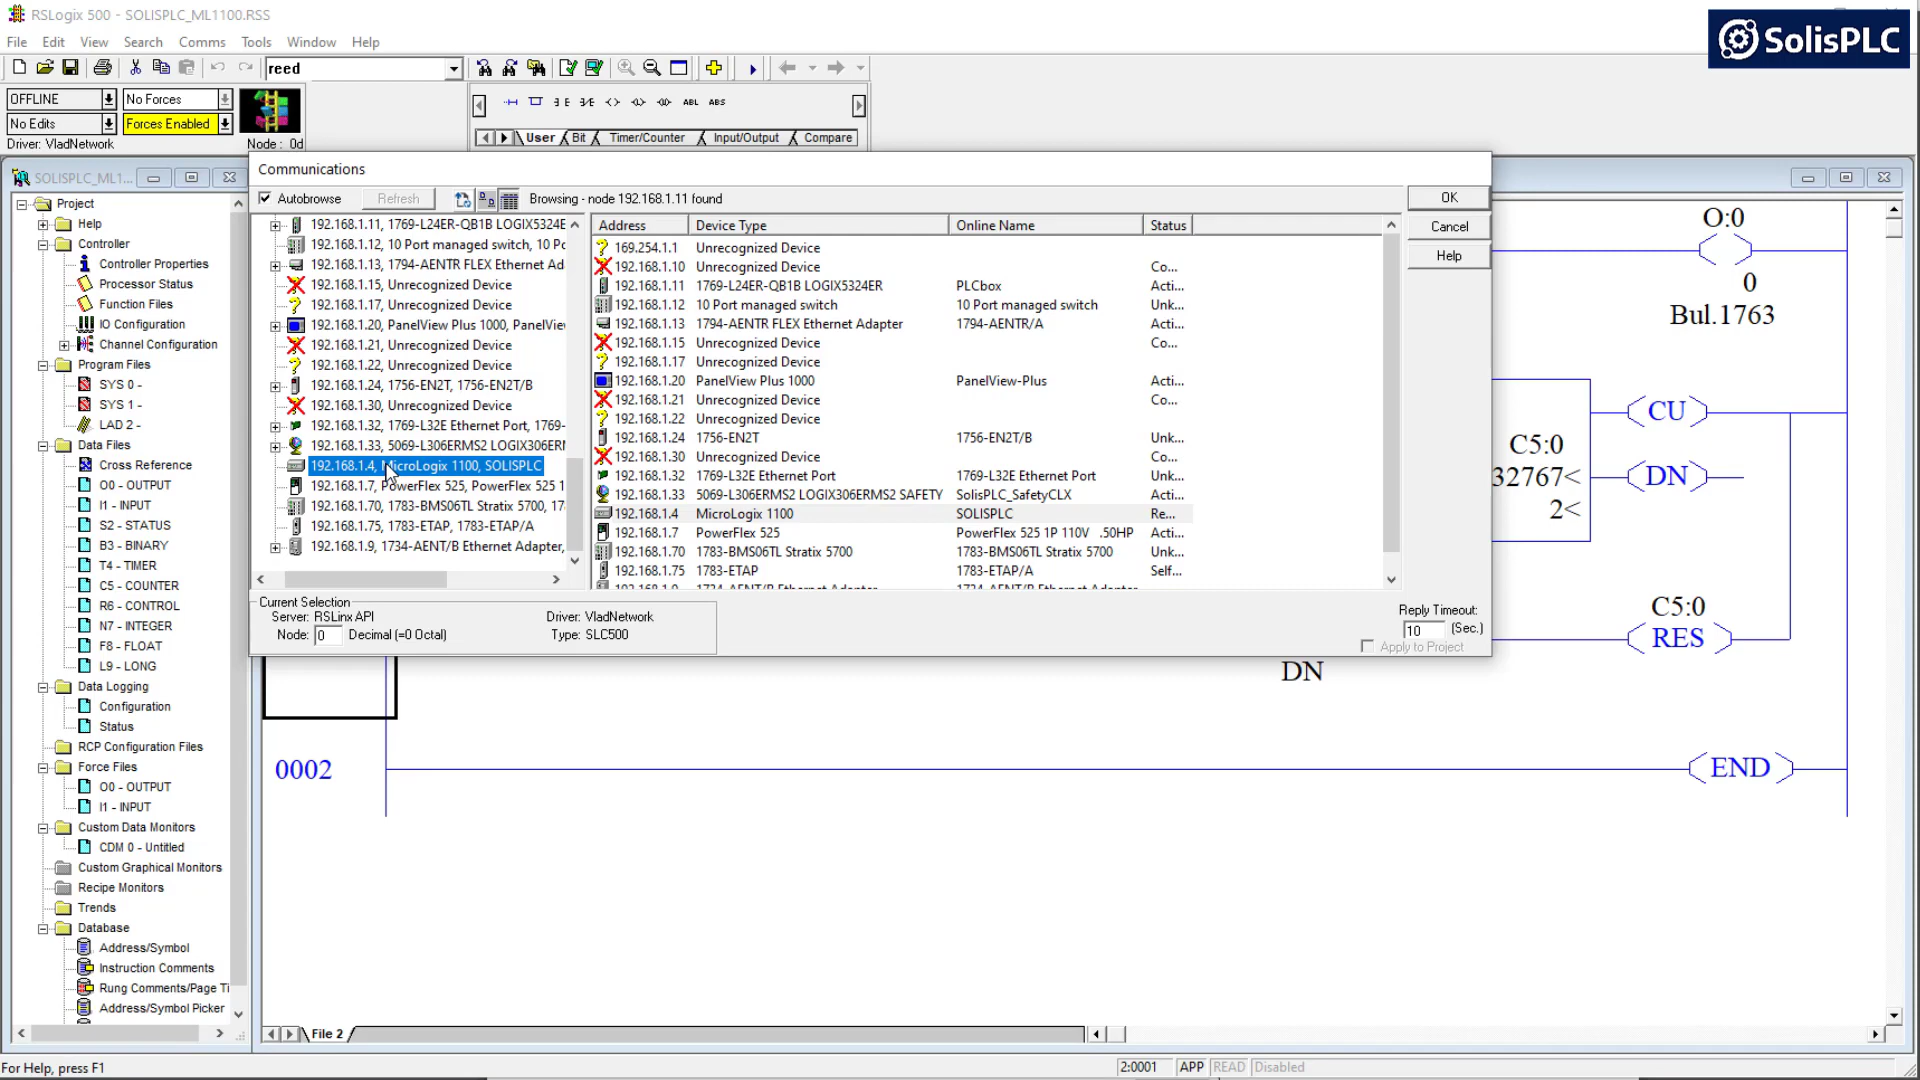 RSLogix 500 - SOLISPLC_ML1100.RSS
SolisPLC
File Edit View Search Comms Tools Window Help
reed
OFFLINE No Forces
No Edits Forces Enabled
Driver: VladNetwork Node : 0d
ABL ABS
User Bit Timer/Counter Input/Output Compare
SOLISPLC_ML1...
Project
Help
Controller
Controller Properties
Processor Status
Function Files
IO Configuration
Channel Configuration
Program Files
SYS 0 -
SYS 1 -
LAD 2 -
Data Files
Cross Reference
O0 - OUTPUT
I1 - INPUT
S2 - STATUS
B3 - BINARY
T4 - TIMER
C5 - COUNTER
R6 - CONTROL
N7 - INTEGER
F8 - FLOAT
L9 - LONG
Data Logging
Configuration
Status
RCP Configuration Files
Force Files
O0 - OUTPUT
I1 - INPUT
Custom Data Monitors
CDM 0 - Untitled
Custom Graphical Monitors
Recipe Monitors
Trends
Database
Address/Symbol
Instruction Comments
Rung Comments/Page Ti
Address/Symbol Picker
Communications
Autobrowse Refresh Browsing - node 192.168.1.11 found
OK
Cancel
Help
192.168.1.11, 1769-L24ER-QB1B LOGIX5324E
192.168.1.12, 10 Port managed switch, 10 Pc
192.168.1.13, 1794-AENTR FLEX Ethernet Ad
192.168.1.15, Unrecognized Device
192.168.1.17, Unrecognized Device
192.168.1.20, PanelView Plus 1000, PanelView
192.168.1.21, Unrecognized Device
192.168.1.22, Unrecognized Device
192.168.1.24, 1756-EN2T, 1756-EN2T/B
192.168.1.30, Unrecognized Device
192.168.1.32, 1769-L32E Ethernet Port, 1769-
192.168.1.33, 5069-L306ERMS2 LOGIX306ERM
192.168.1.4, MicroLogix 1100, SOLISPLC
192.168.1.7, PowerFlex 525, PowerFlex 525 1
192.168.1.70, 1783-BMS06TL Stratix 5700, 17
192.168.1.75, 1783-ETAP, 1783-ETAP/A
192.168.1.9, 1734-AENT/B Ethernet Adapter,
Address Device Type Online Name Status
169.254.1.1 Unrecognized Device
192.168.1.10 Unrecognized Device Co...
192.168.1.11 1769-L24ER-QB1B LOGIX5324ER PLCbox Acti...
192.168.1.12 10 Port managed switch 10 Port managed switch Unk...
192.168.1.13 1794-AENTR FLEX Ethernet Adapter 1794-AENTR/A Acti...
192.168.1.15 Unrecognized Device Co...
192.168.1.17 Unrecognized Device
192.168.1.20 PanelView Plus 1000 PanelView-Plus Acti...
192.168.1.21 Unrecognized Device Co...
192.168.1.22 Unrecognized Device
192.168.1.24 1756-EN2T 1756-EN2T/B Unk...
192.168.1.30 Unrecognized Device Co...
192.168.1.32 1769-L32E Ethernet Port 1769-L32E Ethernet Port Unk...
192.168.1.33 5069-L306ERMS2 LOGIX306ERMS2 SAFETY SolisPLC_SafetyCLX Acti...
192.168.1.4 MicroLogix 1100 SOLISPLC Re...
192.168.1.7 PowerFlex 525 PowerFlex 525 1P 110V .50HP Acti...
192.168.1.70 1783-BMS06TL Stratix 5700 1783-BMS06TL Stratix 5700 Unk...
192.168.1.75 1783-ETAP 1783-ETAP/A Self...
192.168.1.9 1734-AENT/B Ethernet Adapter 1734-AENT/B Ethernet Adapter
Current Selection
Server: RSLinx API Driver: VladNetwork
Node: 0 Decimal (=0 Octal) Type: SLC500
Reply Timeout:
10 (Sec.)
Apply to Project
O:0
0
Bul.1763
CU
C5:0
32767<
2<
DN
C5:0
RES
DN
0002
END
File 2
For Help, press F1 2:0001 APP READ Disabled